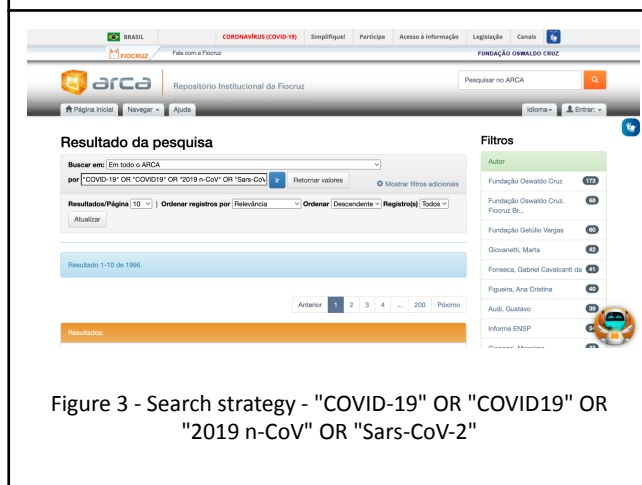 BRASIL CORONAVÍRUS (COVID-19) Simplifique! Participe Acesso à informação Legislação Canais
FIOCRUZ Fale com a Fiocruz FUNDAÇÃO OSWALDO CRUZ
arca Repositório Institucional da Fiocruz Pesquisar no ARCA
Página inicial Navegar Ajuda Idioma Entrar:
Resultado da pesquisa
Buscar em: Em todo o ARCA
por "COVID-19" OR "COVID19" OR "2019 n-CoV" OR "Sars-CoV Ir Retornar valores Mostrar filtros adicionais
Resultados/Página 10 | Ordenar registros por Relevância Ordenar Descendente Registro(s) Todos
Atualizar
Resultado 1-10 de 1996.
Anterior 1 2 3 4 ... 200 Póximo
Resultados:
Filtros
Autor
Fundação Oswaldo Cruz 173
Fundação Oswaldo Cruz. 68
Fiocruz Br...
Fundação Getúlio Vargas 60
Giovanetti, Marta 42
Fonseca, Gabriel Cavalcanti da 41
Figueira, Ana Cristina 40
Audi, Gustavo 39
Informe ENSP
Figure 3 - Search strategy - "COVID-19" OR "COVID19" OR
"2019 n-CoV" OR "Sars-CoV-2"